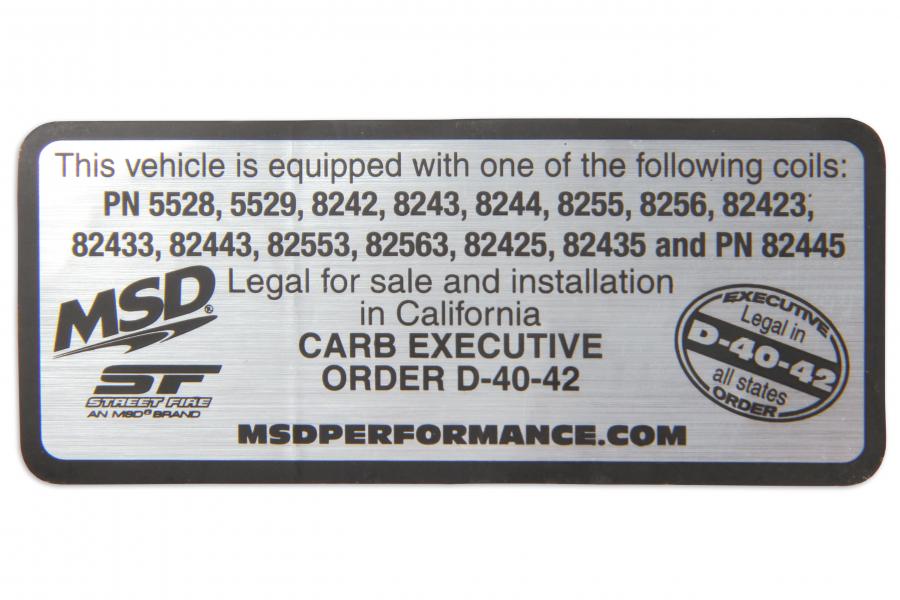 This vehicle is equipped with one of the following coils:
PN 5528, 5529, 8242, 8243, 8244, 8255, 8256, 82423,
82433, 82443, 82553, 82563, 82425, 82435 and PN 82445
Legal for sale and installation
in California
CARB EXECUTIVE
ORDER D-40-42
MSD
SF
STREET FIRE
AN MSD® BRAND
EXECUTIVE
Legal in
D-40-42
all states
ORDER
MSDPERFORMANCE.COM